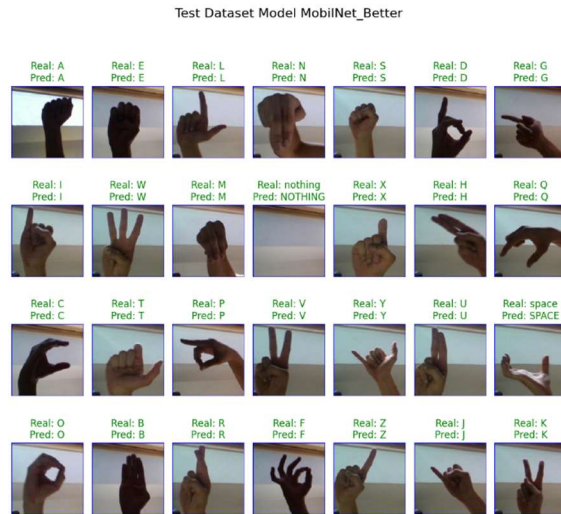 Test Dataset Model MobilNet_Better
Real: A
Pred: A
Real: E
Pred: E
Real: L
Pred: L
Real: N
Pred: N
Real: S
Pred: S
Real: D
Pred: D
Real: G
Pred: G
Real: I
Pred: I
Real: W
Pred: W
Real: M
Pred: M
Real: nothing
Pred: NOTHING
Real: X
Pred: X
Real: H
Pred: H
Real: Q
Pred: Q
Real: C
Pred: C
Real: T
Pred: T
Real: P
Pred: P
Real: V
Pred: V
Real: Y
Pred: Y
Real: U
Pred: U
Real: space
Pred: SPACE
Real: O
Pred: O
Real: B
Pred: B
Real: R
Pred: R
Real: F
Pred: F
Real: Z
Pred: Z
Real: J
Pred: J
Real: K
Pred: K